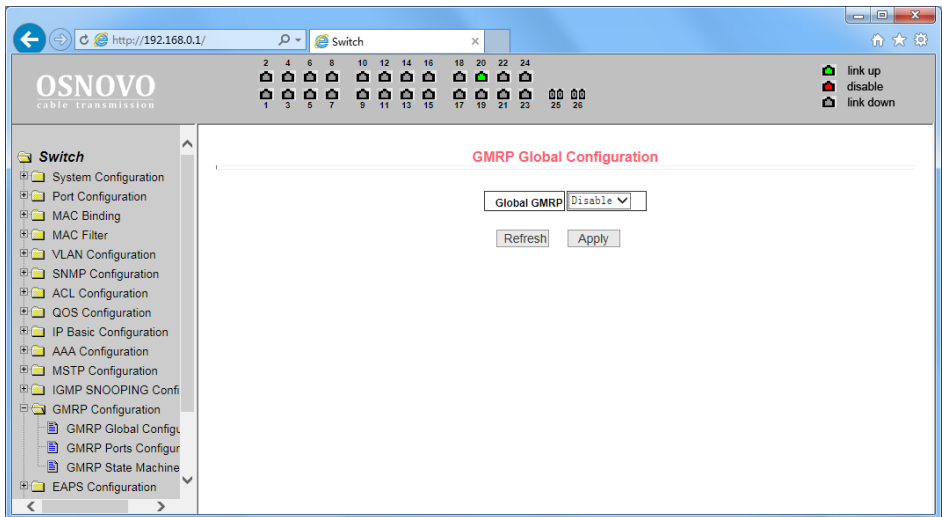 http://192.168.0.1/
Switch
OSNOVO
cable transmission
2 4 6 8 10 12 14 16 18 20 22 24
1 3 5 7 9 11 13 15 17 19 21 23 25 26
link up
disable
link down
Switch
System Configuration
Port Configuration
MAC Binding
MAC Filter
VLAN Configuration
SNMP Configuration
ACL Configuration
QOS Configuration
IP Basic Configuration
AAA Configuration
MSTP Configuration
IGMP SNOOPING Confi
GMRP Configuration
GMRP Global Configu
GMRP Ports Configur
GMRP State Machine
EAPS Configuration
GMRP Global Configuration
Global GMRP Disable
Refresh Apply